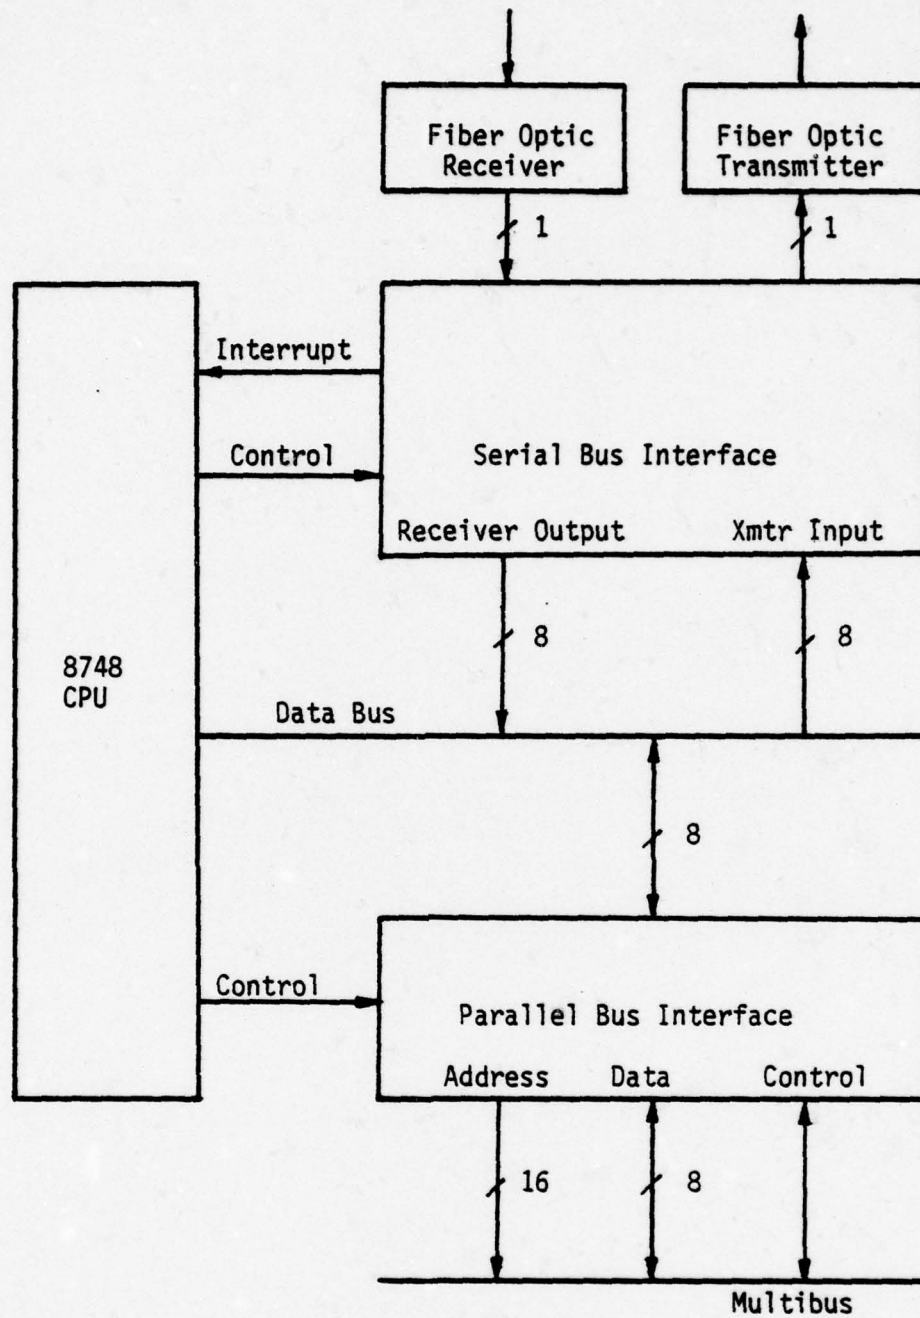 Fiber Optic
Receiver
Fiber Optic
Transmitter
1
1
Interrupt
Control
Serial Bus Interface
Receiver Output
Xmtr Input
8
8
8748
CPU
Data Bus
8
Control
Parallel Bus Interface
Address
Data
Control
16
8
Multibus